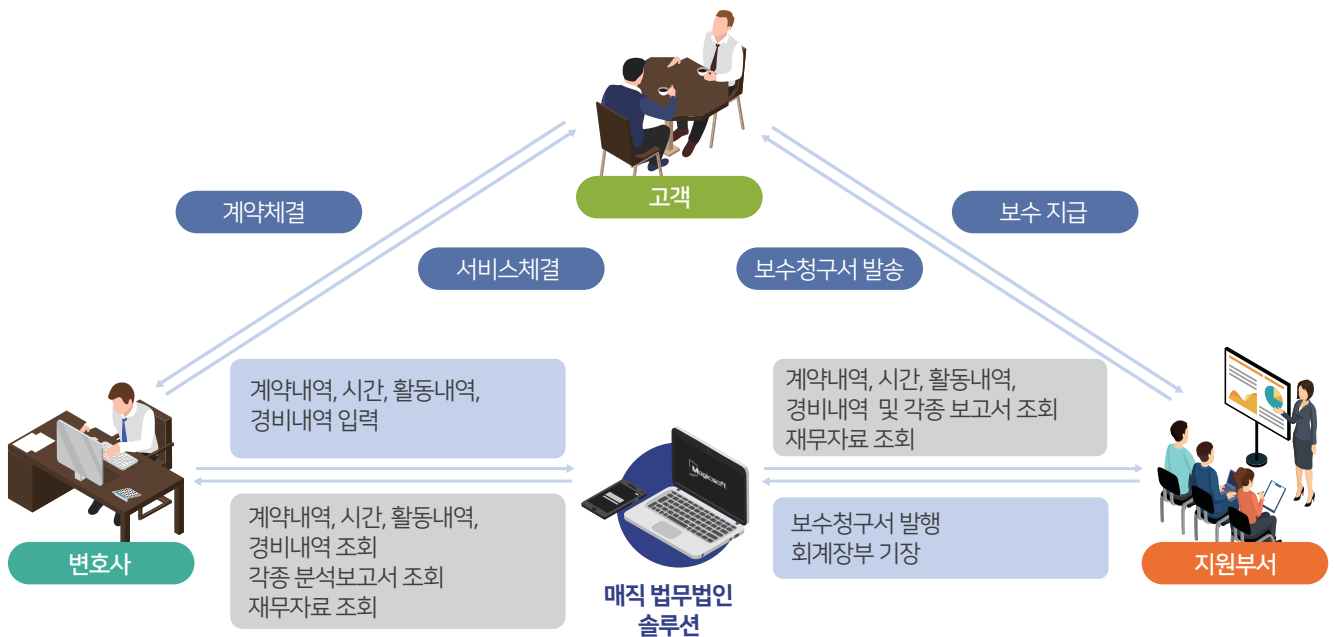 고객
계약체결
보수 지급
서비스체결
보수청구서 발송
계약내역, 시간, 활동내역,
경비내역 입력
계약내역, 시간, 활동내역,
경비내역 및 각종 보고서 조회
재무자료 조회
Magicsoft
계약내역, 시간, 활동내역,
경비내역 조회
각종 분석보고서 조회
재무자료 조회
보수청구서 발행
회계장부 기장
변호사
지원부서
매직 법무법인
솔루션